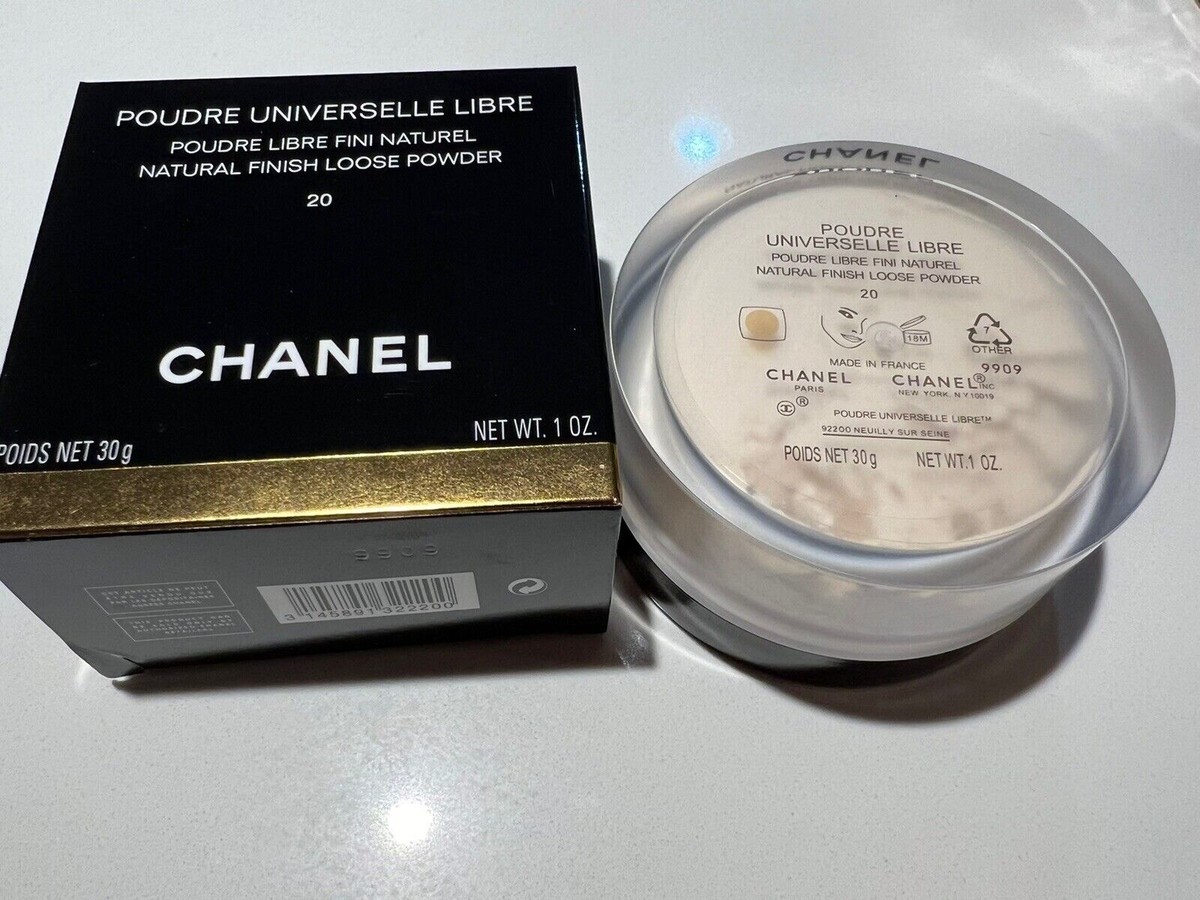 POUDRE UNIVERSELLE LIBRE
POUDRE LIBRE FINI NATUREL
NATURAL FINISH LOOSE POWDER
20
CHANEL
POIDS NET 30g
NET WT. 1 OZ.
9909
3 145891 322200
CHANEL
POUDRE
UNIVERSELLE LIBRE
POUDRE LIBRE FINI NATUREL
NATURAL FINISH LOOSE POWDER
20
18M
7
OTHER
MADE IN FRANCE
9909
CHANEL
PARIS
CHANEL® INC
NEW YORK. N.Y 10019
®
POUDRE UNIVERSELLE LIBRE™
92200 NEUILLY SUR SEINE
POIDS NET 30g
NET WT.1 OZ.